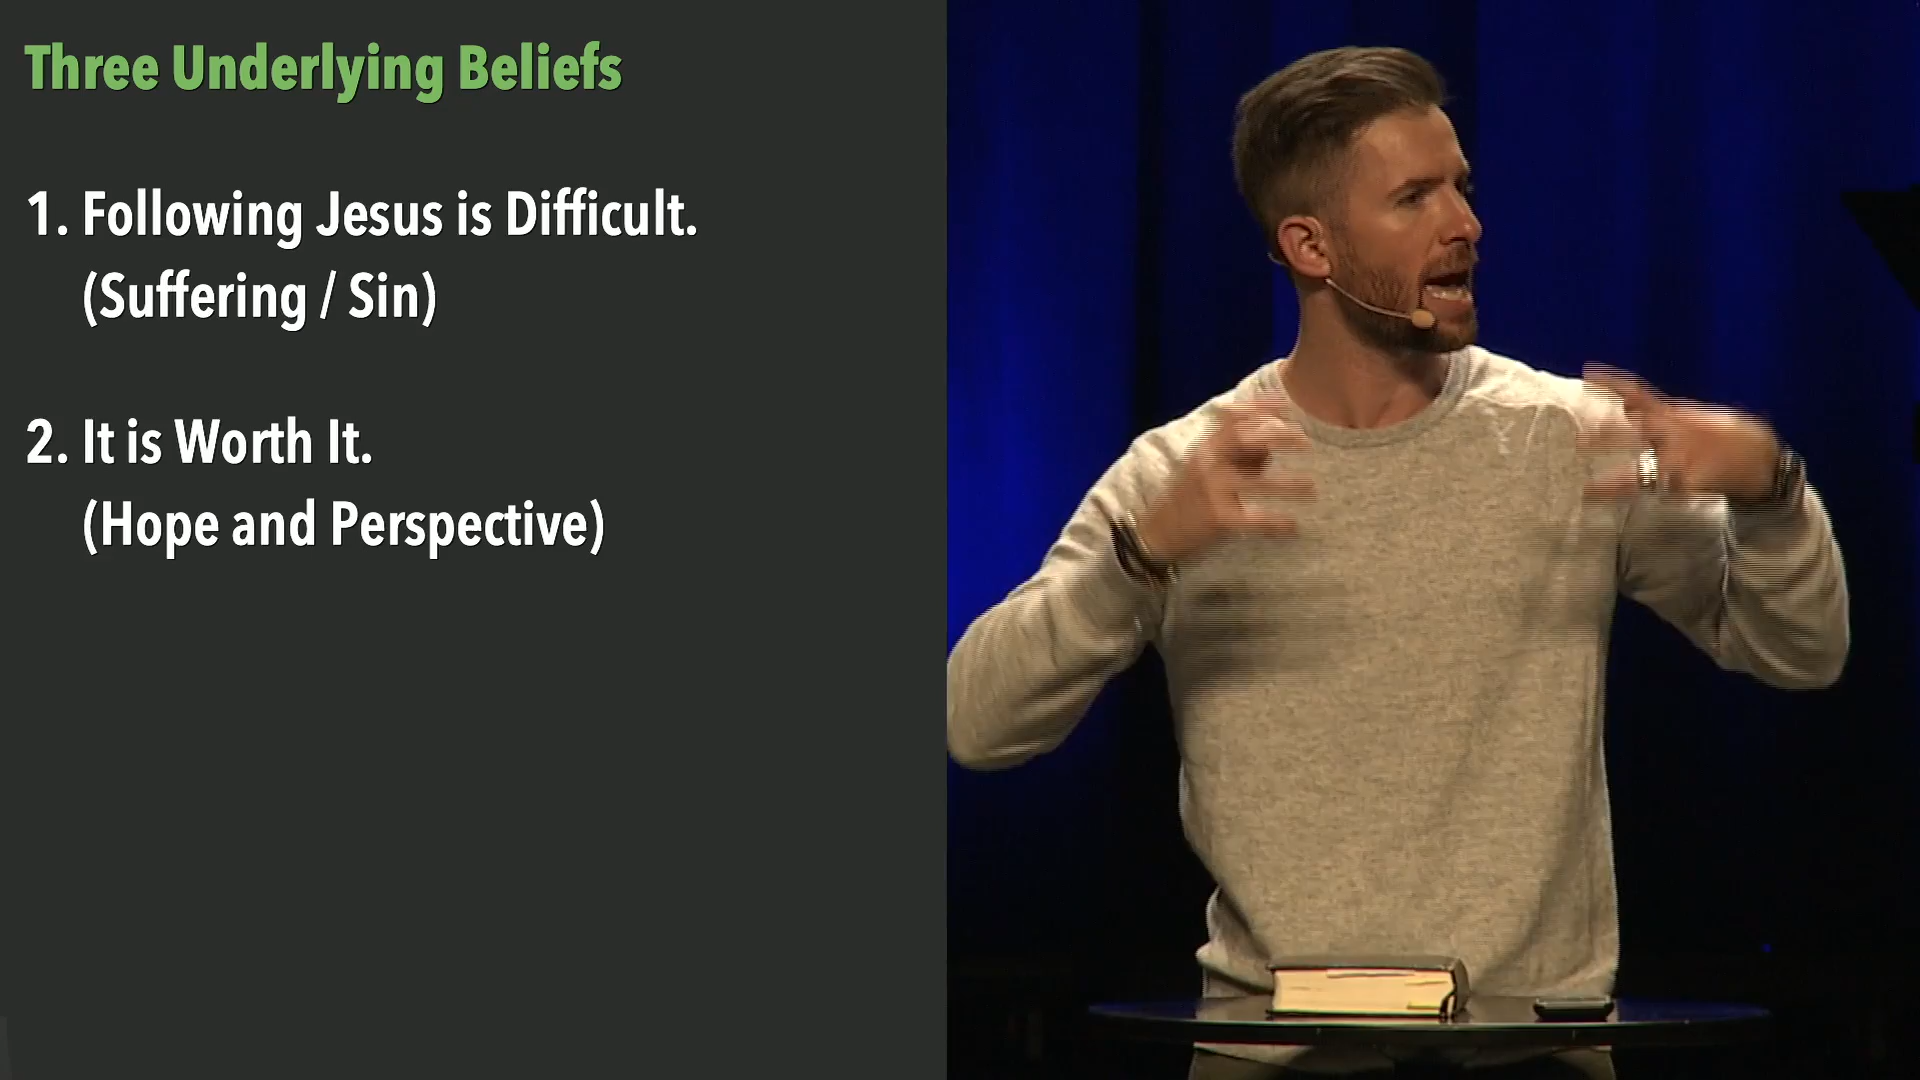 Three Underlying Beliefs
1. Following Jesus is Difficult.
(Suffering / Sin)
2. It is Worth It.
(Hope and Perspective)